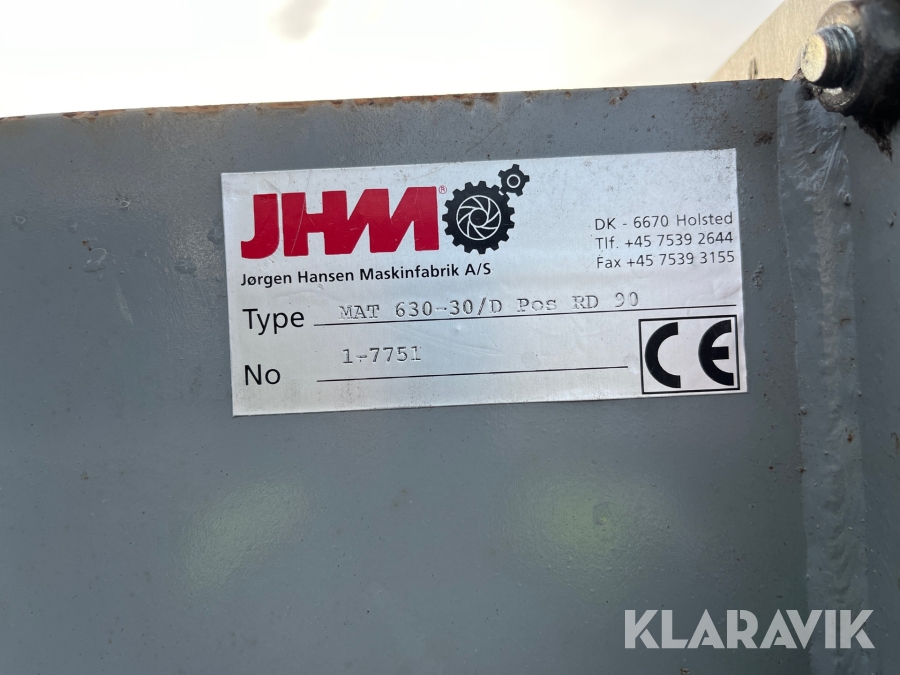 JHM®
Jørgen Hansen Maskinfabrik A/S
DK - 6670 Holsted
Tlf. +45 7539 2644
Fax +45 7539 3155
Type MAT 630-30/D Pos RD 90
No 1-7751
CE
KLARAVIK